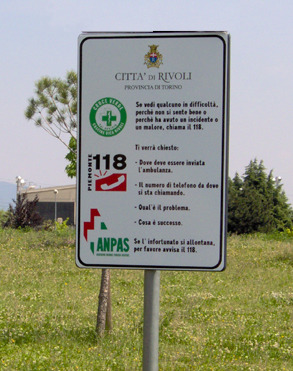 CITTA' DI RIVOLI
PROVINCIA DI TORINO
CROCE VERDE
Se vedi qualcuno in difficoltà,
perchè non si sente bene o
perchè ha avuto un incidente o
un malore, chiama il 118.
Ti verrà chiesto:
PIEMONTE
118
- Dove deve essere inviata
l'ambulanza.
- Il numero di telefono da dove
si sta chiamando.
- Qual'è il problema.
- Cosa è successo.
ANPAS
Se l'infortunato si allontana,
per favore avvisa il 118.